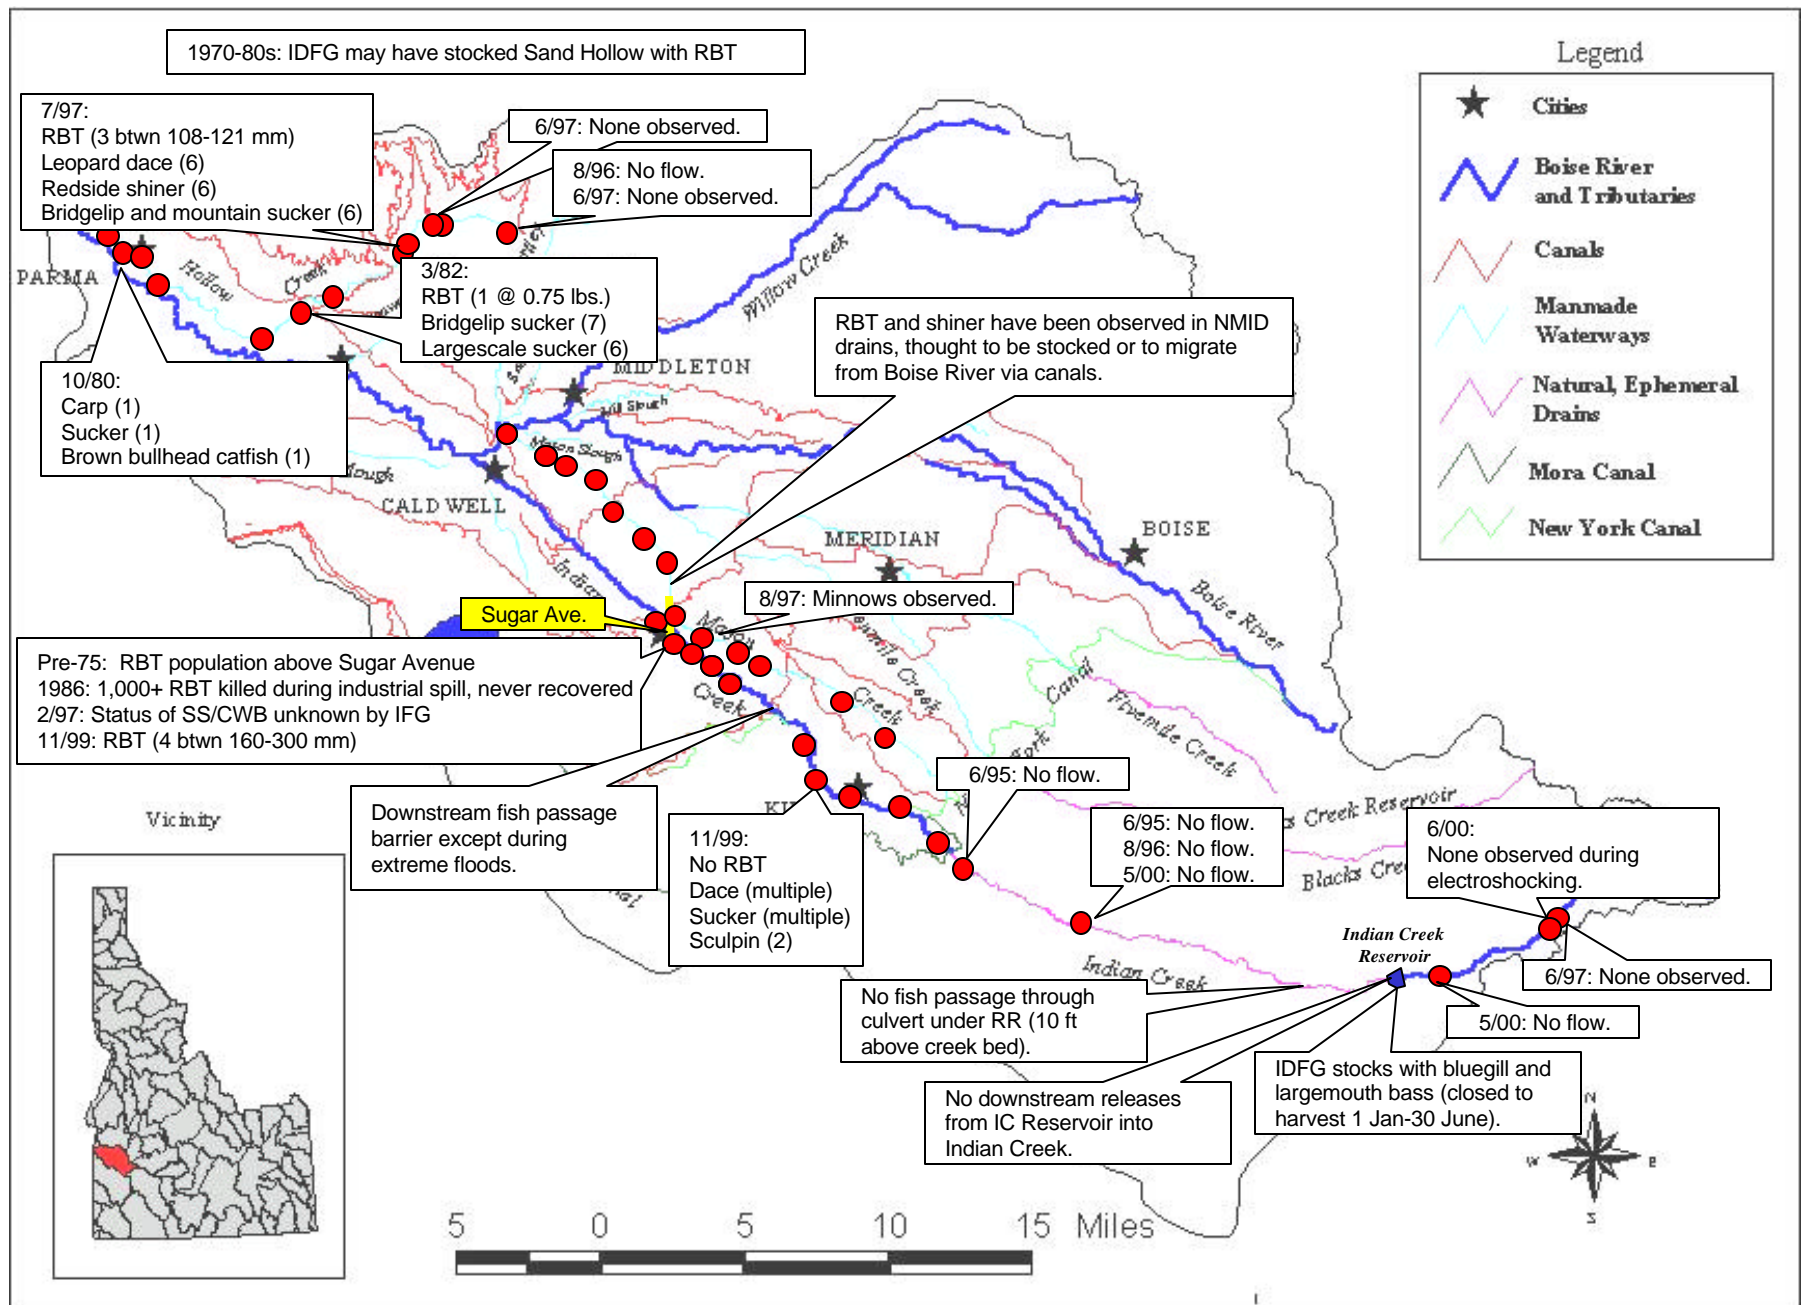 1970-80s: IDFG may have stocked Sand Hollow with RBT
Legend
Cities
Boise River
and Tributaries
Canals
Manmade
Waterways
Natural, Ephemeral
Drains
Mora Canal
New York Canal
7/97:
RBT (3 btwn 108-121 mm)
Leopard dace (6)
Redside shiner (6)
Bridgelip and mountain sucker (6)
6/97: None observed.
8/96: No flow.
6/97: None observed.
PARMA
Hollow
Creek
Willow Creek
3/82:
RBT (1 @ 0.75 lbs.)
Bridgelip sucker (7)
Largescale sucker (6)
RBT and shiner have been observed in NMID
drains, thought to be stocked or to migrate
from Boise River via canals.
10/80:
Carp (1)
Sucker (1)
Brown bullhead catfish (1)
MIDDLETON
Mill Slough
Mason Slough
Slough
CALDWELL
MERIDIAN
BOISE
Boise River
Indian
Sugar Ave.
8/97: Minnows observed.
Mason
Creek
Creek
Creek
Canal
Fivemile Creek
Pre-75: RBT population above Sugar Avenue
1986: 1,000+ RBT killed during industrial spill, never recovered
2/97: Status of SS/CWB unknown by IFG
11/99: RBT (4 btwn 160-300 mm)
6/95: No flow.
Downstream fish passage
barrier except during
extreme floods.
11/99:
No RBT
Dace (multiple)
Sucker (multiple)
Sculpin (2)
6/95: No flow.
8/96: No flow.
5/00: No flow.
Creek Reservoir
Blacks
6/00:
None observed during
electroshocking.
Indian Creek
Reservoir
Indian Creek
6/97: None observed.
No fish passage through
culvert under RR (10 ft
above creek bed).
5/00: No flow.
No downstream releases
from IC Reservoir into
Indian Creek.
IDFG stocks with bluegill and
largemouth bass (closed to
harvest 1 Jan-30 June).
Vicinity
N
W
E
S
5 0 5 10 15 Miles